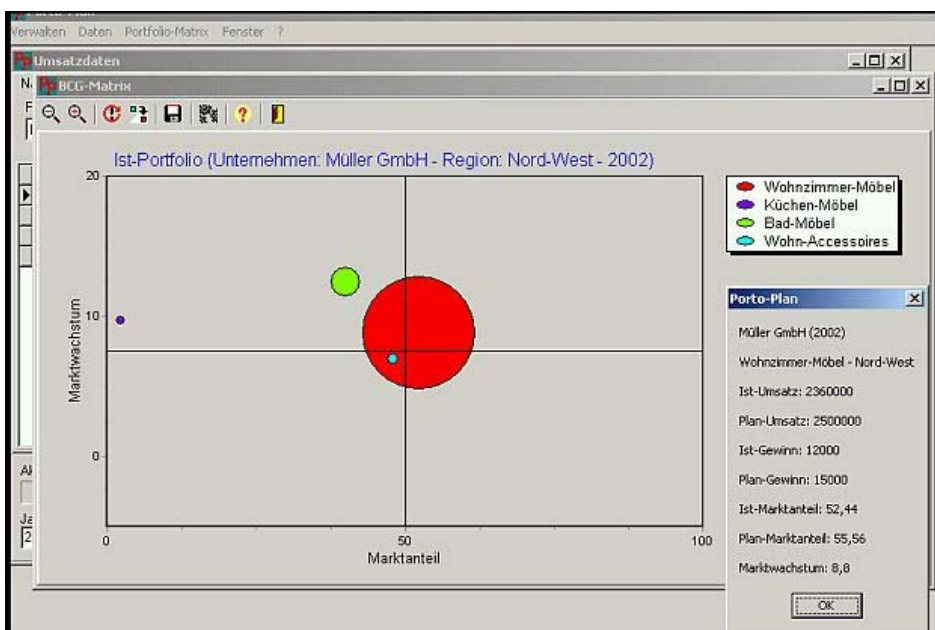 Porto-Plan
Verwalten Daten Portfolio-Matrix Fenster ?
Umsatzdaten
BCG-Matrix
Ist-Portfolio (Unternehmen: Müller GmbH - Region: Nord-West - 2002)
20
10
0
Marktwachstum
0
50
100
Marktanteil
Wohnzimmer-Möbel
Küchen-Möbel
Bad-Möbel
Wohn-Accessoires
Porto-Plan
Müller GmbH (2002)
Wohnzimmer-Möbel - Nord-West
Ist-Umsatz: 2360000
Plan-Umsatz: 2500000
Ist-Gewinn: 12000
Plan-Gewinn: 15000
Ist-Marktanteil: 52,44
Plan-Marktanteil: 55,56
Marktwachstum: 8,8
OK